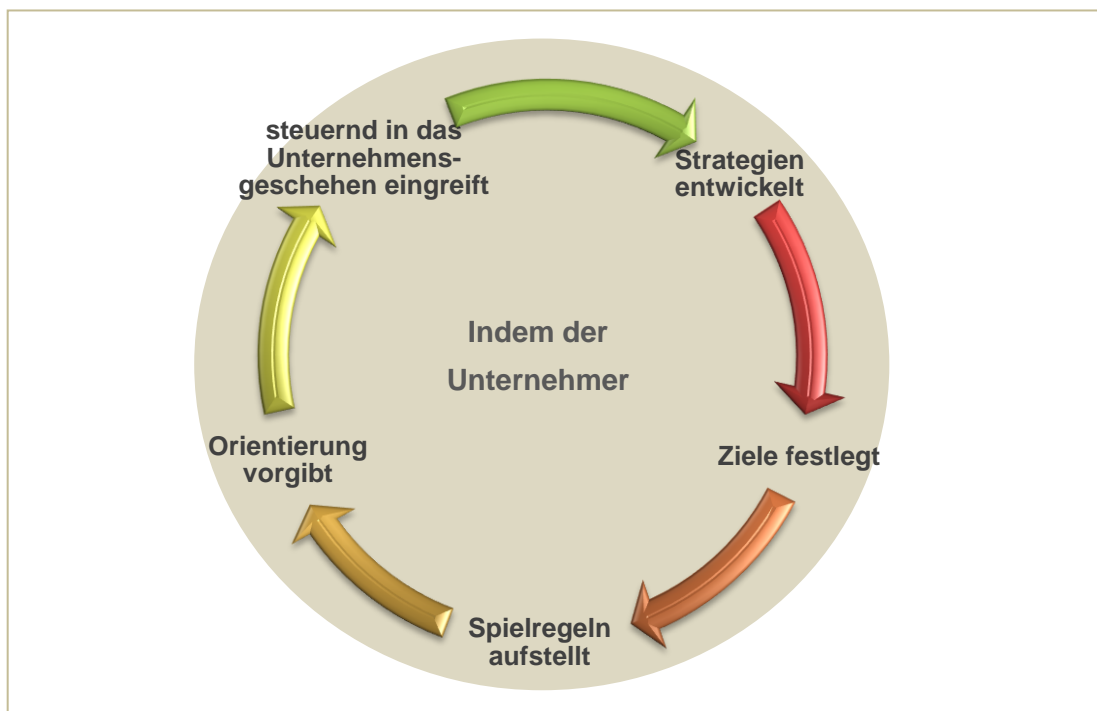 steuernd in das
Unternehmens-
geschehen eingreift
Strategien
entwickelt
Indem der
Unternehmer
Orientierung
vorgibt
Ziele festlegt
Spielregeln
aufstellt